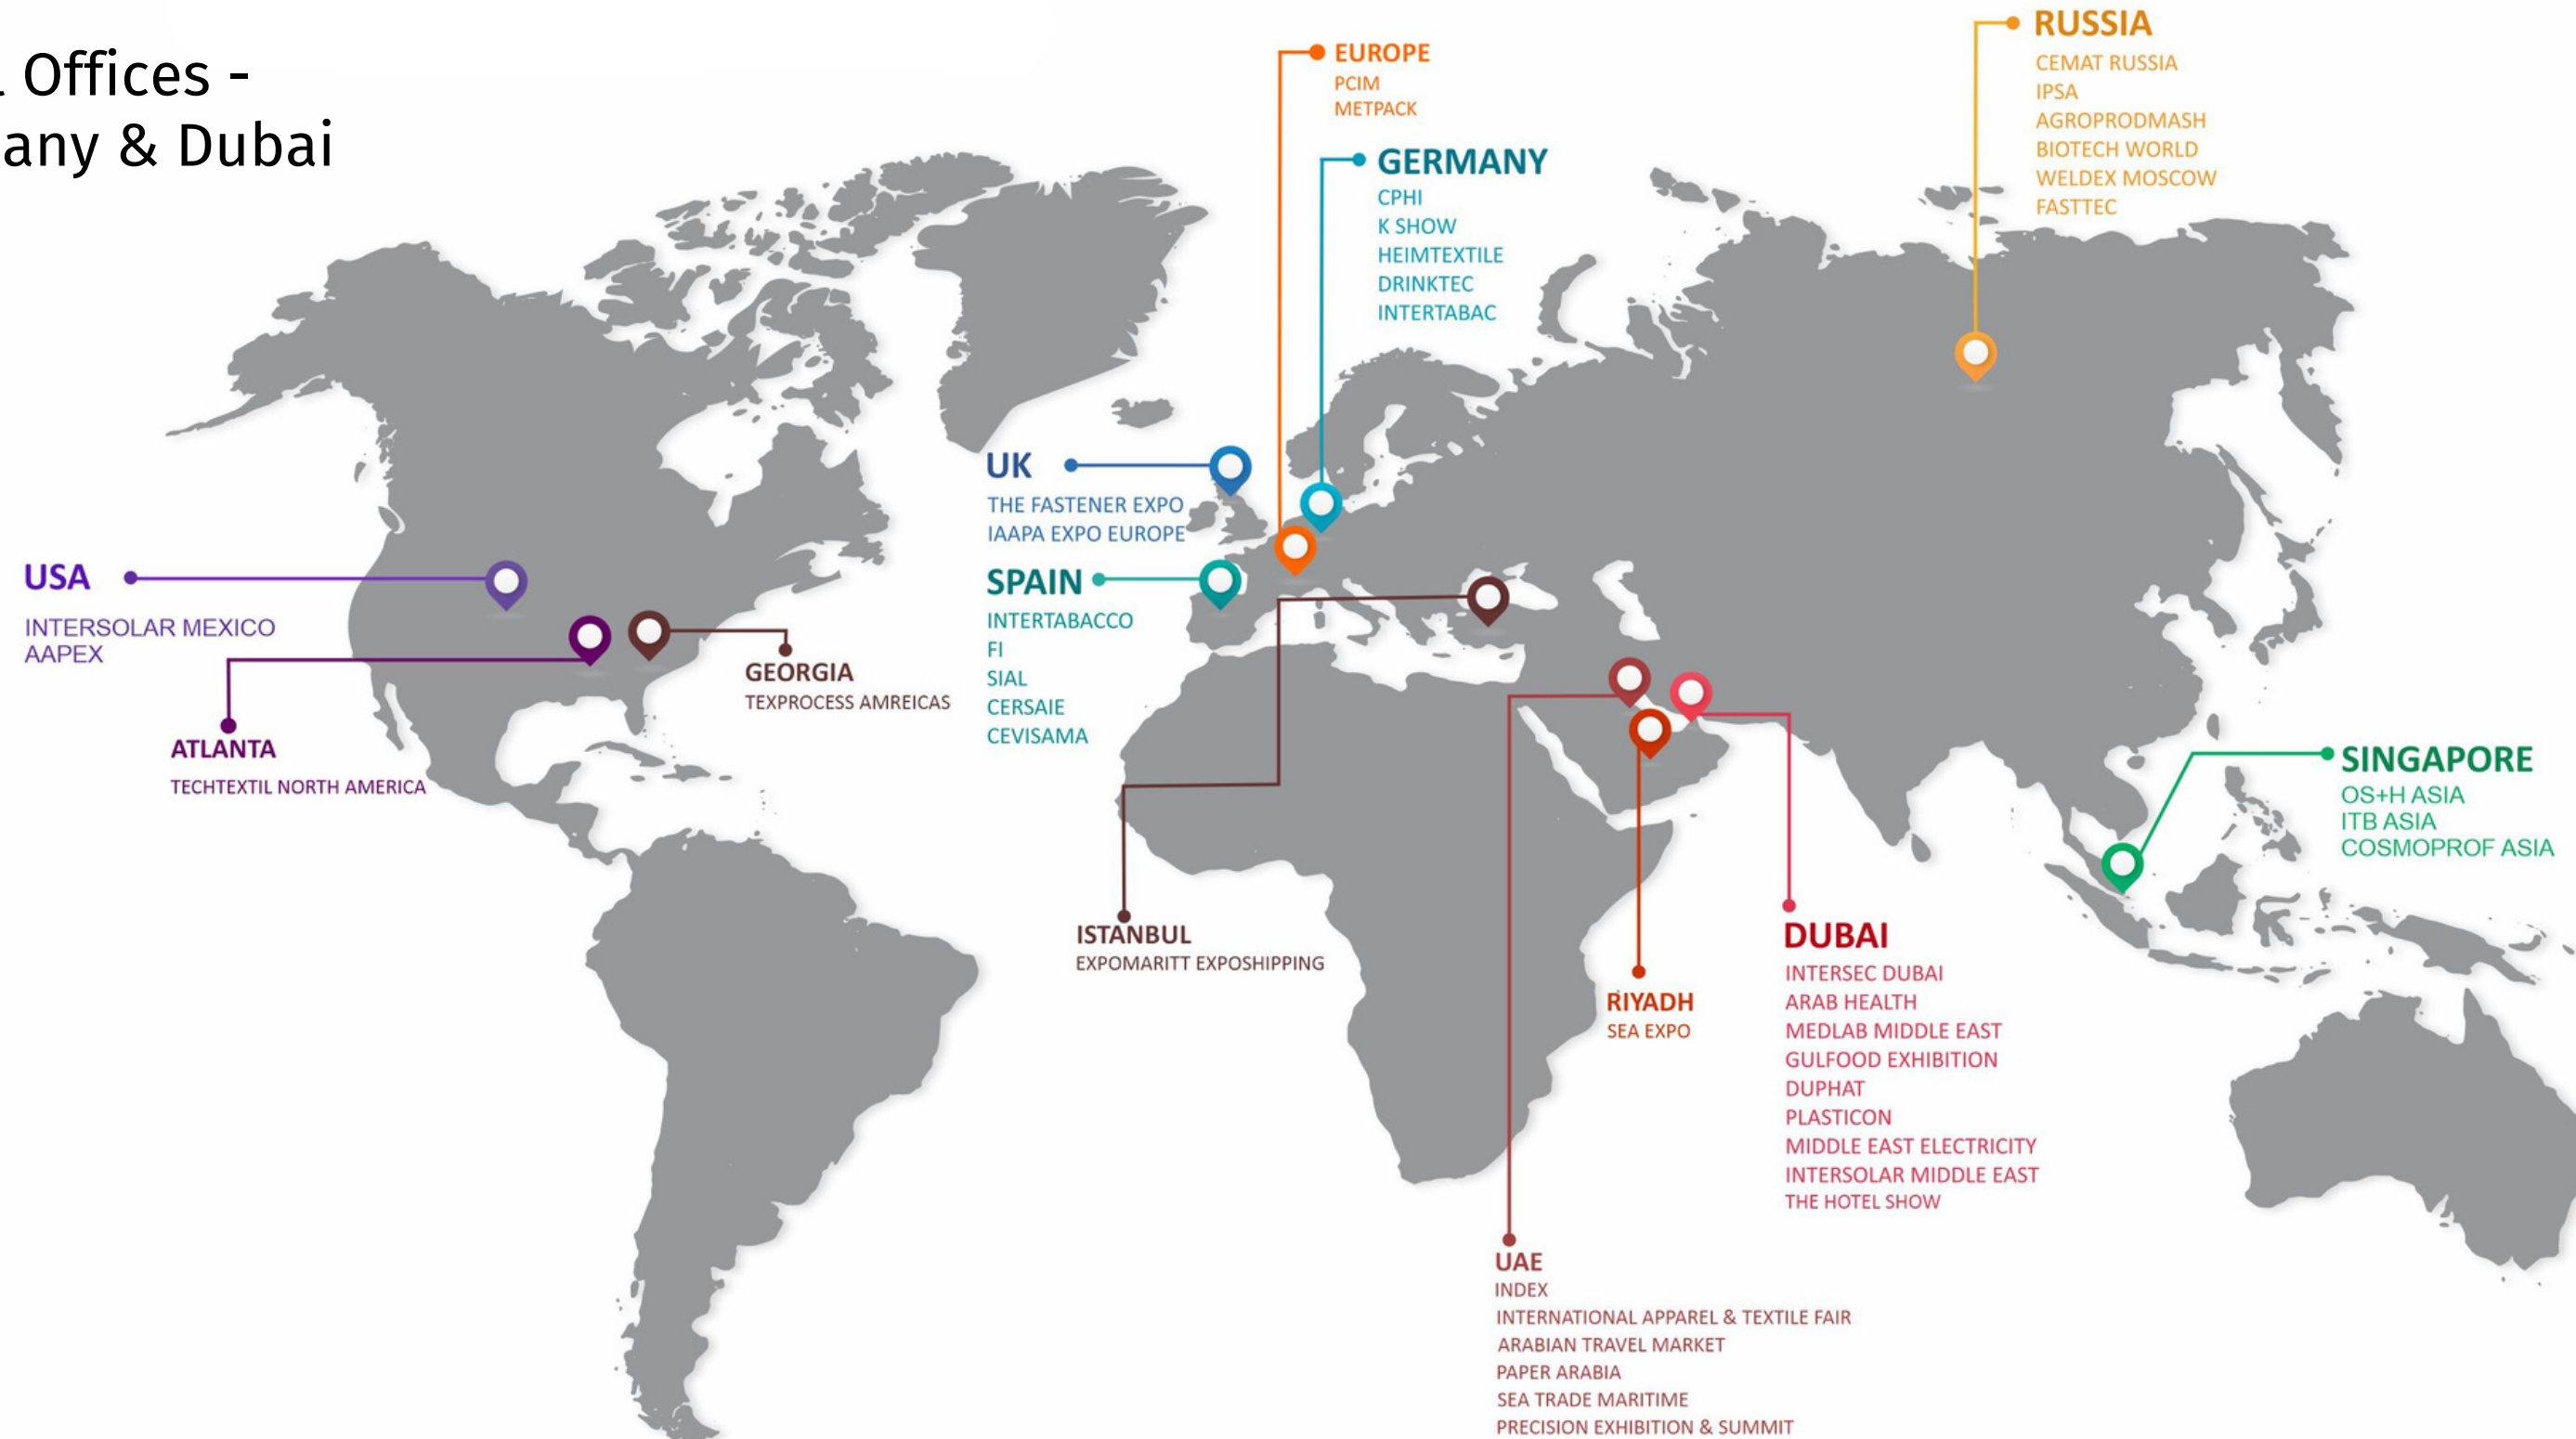 Offices -
any & Dubai
RUSSIA
CEMAT RUSSIA
IPSA
AGROPRODMASH
BIOTECH WORLD
WELDEX MOSCOW
FASTTEC
EUROPE
PCIM
METPACK
GERMANY
CPHI
K SHOW
HEIMTEXTILE
DRINKTEC
INTERTABAC
UK
THE FASTENER EXPO
IAAPA EXPO EUROPE
USA
INTERSOLAR MEXICO
AAPEX
SPAIN
INTERTABACCO
FI
SIAL
CERSAIE
CEVISAMA
GEORGIA
TEXPROCESS AMREICAS
ATLANTA
TECHTEXTIL NORTH AMERICA
SINGAPORE
OS+H ASIA
ITB ASIA
COSMOPROF ASIA
ISTANBUL
EXPOMARITT EXPOSHIPPING
RIYADH
SEA EXPO
DUBAI
INTERSEC DUBAI
ARAB HEALTH
MEDLAB MIDDLE EAST
GULFOOD EXHIBITION
DUPHAT
PLASTICON
MIDDLE EAST ELECTRICITY
INTERSOLAR MIDDLE EAST
THE HOTEL SHOW
UAE
INDEX
INTERNATIONAL APPAREL & TEXTILE FAIR
ARABIAN TRAVEL MARKET
PAPER ARABIA
SEA TRADE MARITIME
PRECISION EXHIBITION & SUMMIT